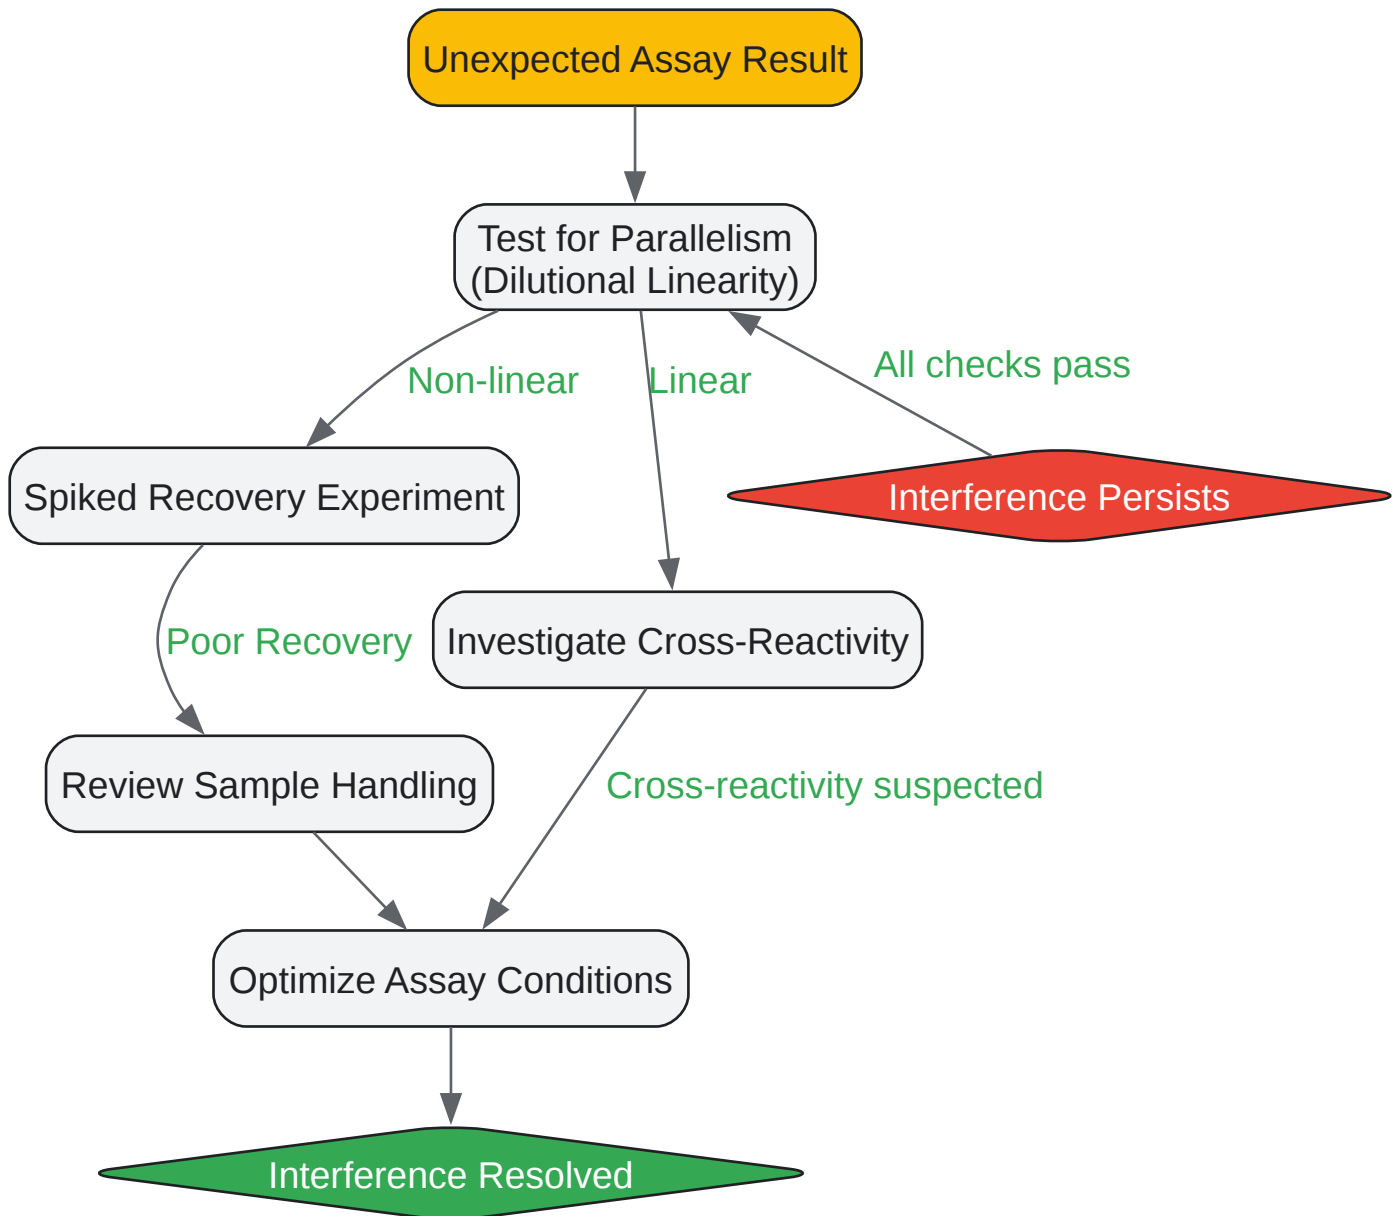 Unexpected Assay Result
Test for Parallelism
(Dilutional Linearity)
All checks pass
Non-linear
Linear
Spiked Recovery Experiment
Interference Persists
Poor Recovery
Investigate Cross-Reactivity
Review Sample Handling
Cross-reactivity suspected
Optimize Assay Conditions
Interference Resolved